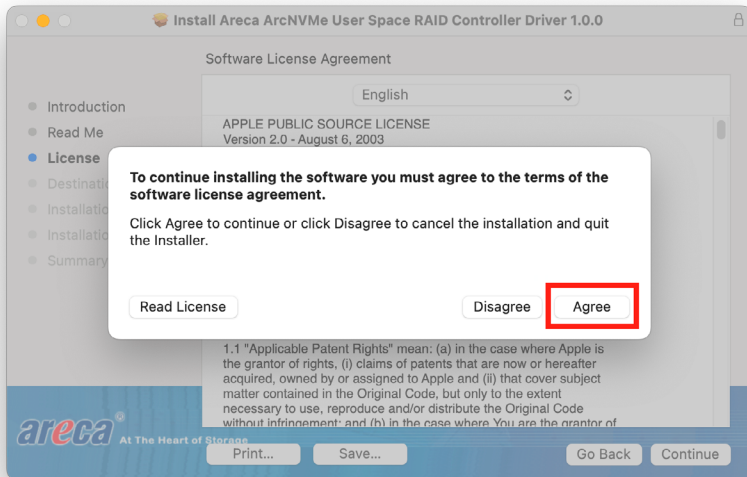 Install Areca ArcNVMe User Space RAID Controller Driver 1.0.0
Software License Agreement
English
Introduction
Read Me
License
Destinatio
Installatio
Installatio
Summary
APPLE PUBLIC SOURCE LICENSE
Version 2.0 - August 6, 2003
To continue installing the software you must agree to the terms of the
software license agreement.
Click Agree to continue or click Disagree to cancel the installation and quit
the Installer.
Read License
Disagree
Agree
1.1 "Applicable Patent Rights" mean: (a) in the case where Apple is
the grantor of rights, (i) claims of patents that are now or hereafter
acquired, owned by or assigned to Apple and (ii) that cover subject
matter contained in the Original Code, but only to the extent
necessary to use, reproduce and/or distribute the Original Code
without infringement; and (b) in the case where You are the grantor of
areca®
At The Heart of Storage
Print...
Save...
Go Back
Continue